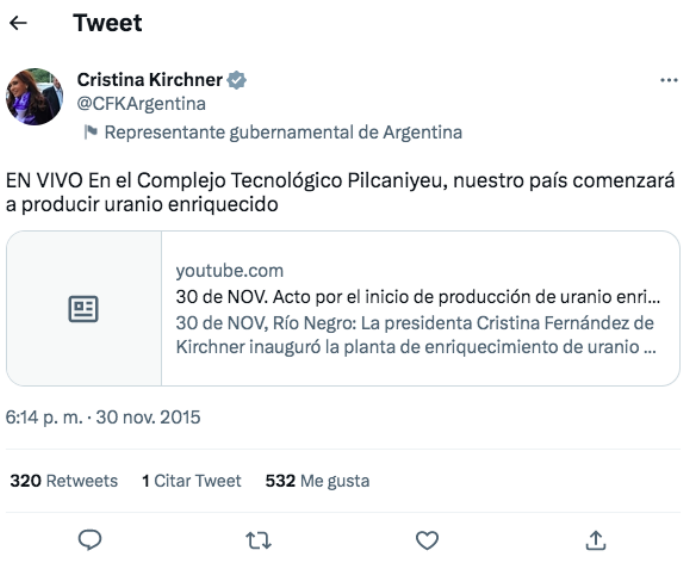 Tweet
Cristina Kirchner
@CFKArgentina
Representante gubernamental de Argentina
EN VIVO En el Complejo Tecnológico Pilcaniyeu, nuestro país comenzará
a producir uranio enriquecido
youtube.com
30 de NOV. Acto por el inicio de producción de uranio enri...
30 de NOV, Río Negro: La presidenta Cristina Fernández de
Kirchner inauguró la planta de enriquecimiento de uranio ...
6:14 p. m. · 30 nov. 2015
320 Retweets 1 Citar Tweet 532 Me gusta